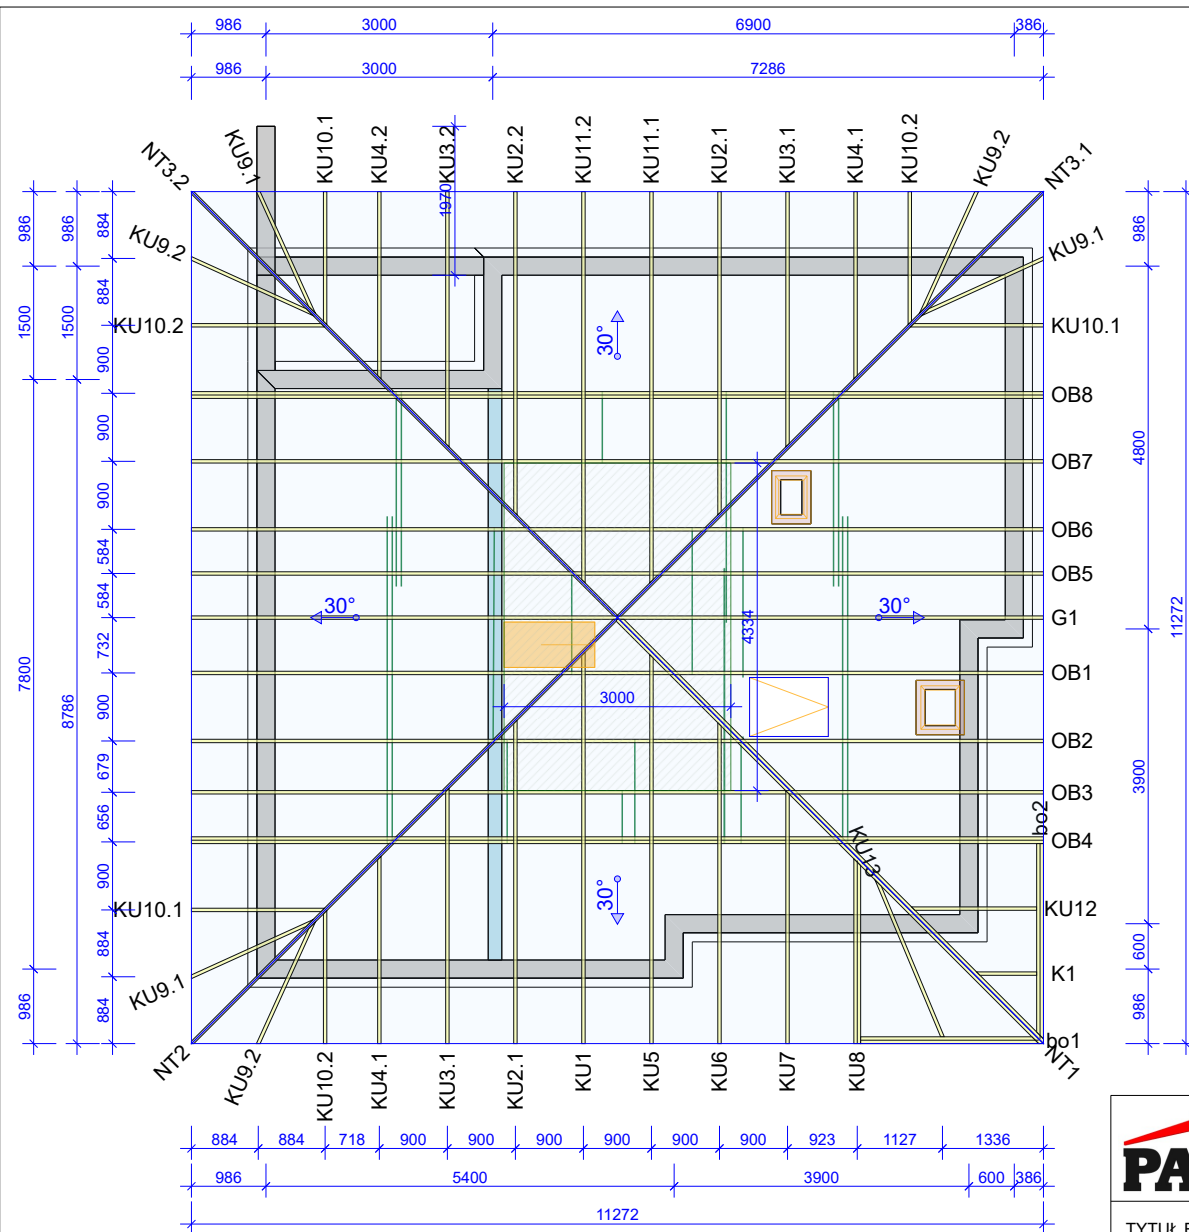 986 3000 6900 386
986 3000 7286
NT3.2 KU9.1 KU10.1 KU4.2 KU3.2 KU2.2 KU11.2 KU11.1 KU2.1 KU3.1 KU4.1 KU10.2 KU9.2 NT3.1
1970
986 986 884 KU9.2 KU9.1 986
1500 1500 884 KU10.2 30° KU10.1
900 OB8
900 OB7 4800
900 OB6
584 OB5
584 30° 30° G1 11272
732 4334 OB1
7800 8786 900 3000 OB2
679 OB3 3900
656 bo2 OB4
900 KU13
KU10.1 30° KU12
884 KU9.1 K1 600
986 884 bo1 986
NT2 KU9.2 KU10.2 KU4.1 KU3.1 KU2.1 KU1 KU5 KU6 KU7 KU8 NT1
884 884 718 900 900 900 900 900 900 923 1127 1336
986 5400 3900 600 386
11272
PA